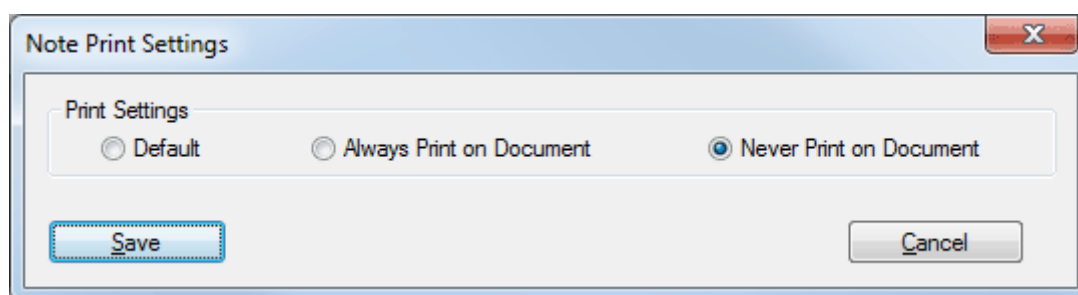 Note Print Settings
Print Settings
Default Always Print on Document Never Print on Document
Save Cancel